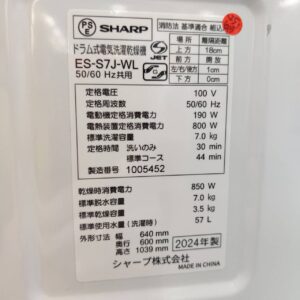 PS E SHARP
ドラム式電気洗濯乾燥機
ES-S7J-WL
50/60 Hz共用
JET
消防法 基準適合 組込
場所 離隔距離
上方 18cm
前方 開放
左/右/後方 1cm
下方 0cm
定格電圧 100 V
定格周波数 50/60 Hz
電動機定格消費電力 190 W
電熱装置定格消費電力 800 W
標準洗濯容量 7.0 kg
定格時間 洗いのみ 30 min
標準コース 44 min
製造番号 1005452
乾燥時消費電力 850 W
標準脱水容量 7.0 kg
標準乾燥容量 3.5 kg
標準使用水量(洗濯時) 57 L
外形寸法 幅 640 mm
奥行 600 mm
高さ 1039 mm
2024年製
シャープ株式会社
MADE IN CHINA